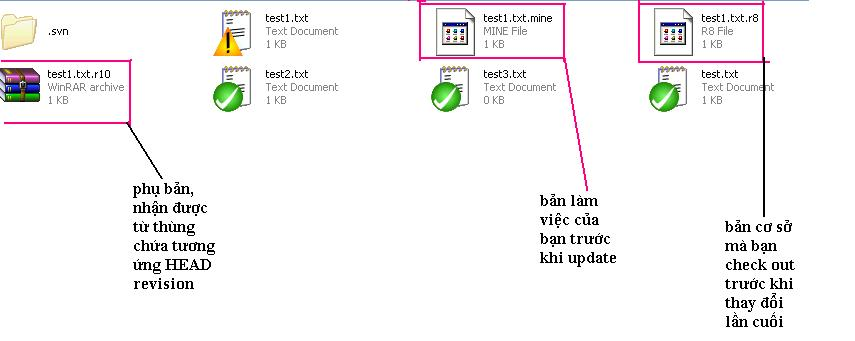 .svn
test1.txt
Text Document
1 KB
test1.txt.mine
MINE File
1 KB
test1.txt.r8
R8 File
1 KB
test1.txt.r10
WinRAR archive
1 KB
test2.txt
Text Document
1 KB
test3.txt
Text Document
0 KB
test.txt
Text Document
1 KB
phụ bản,
nhận được
từ thùng
chứa tương
ứng HEAD
revision
bản làm
việc của
bạn trước
khi update
bản cơ sở
mà bạn
check out
trước khi
thay đổi
lần cuối